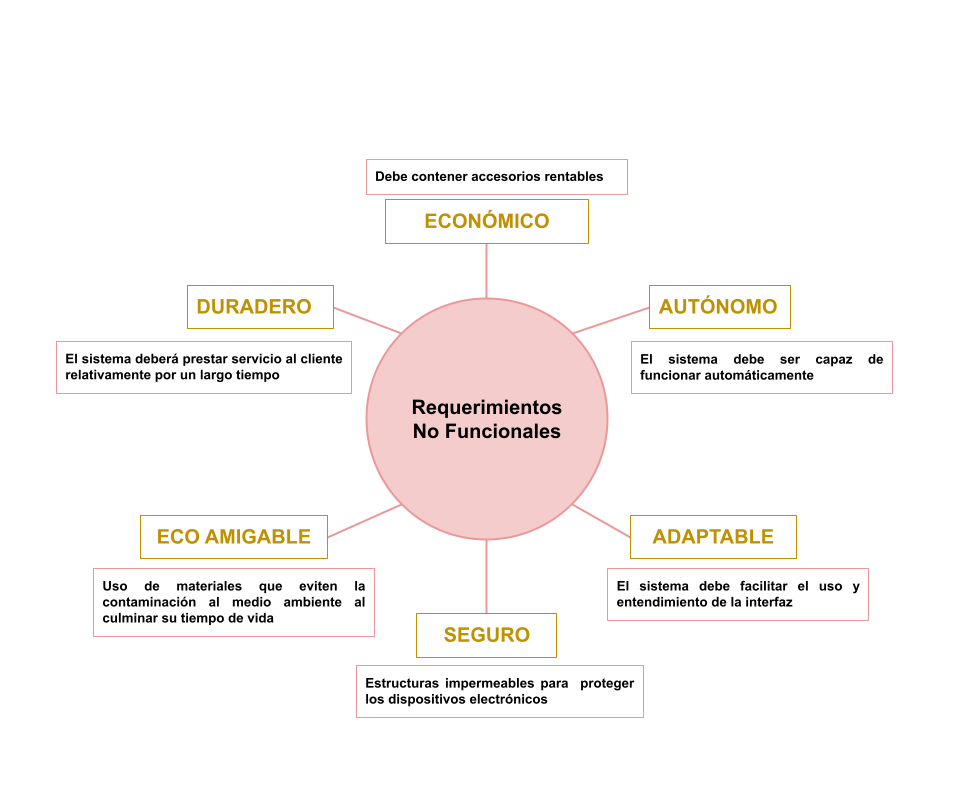 Debe contener accesorios rentables
ECONÓMICO
DURADERO
El sistema deberá prestar servicio al cliente
relativamente por un largo tiempo
AUTÓNOMO
El sistema debe ser capaz de
funcionar automáticamente
Requerimientos
No Funcionales
ECO AMIGABLE
Uso de materiales que eviten la
contaminación al medio ambiente al
culminar su tiempo de vida
ADAPTABLE
El sistema debe facilitar el uso y
entendimiento de la interfaz
SEGURO
Estructuras impermeables para proteger
los dispositivos electrónicos